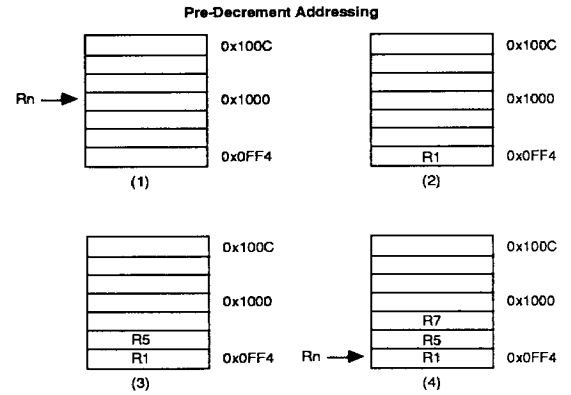 Pre-Decrement Addressing
0x100C
Rn
0x1000
0x0FF4
(1)
0x100C
0x1000
R1
0x0FF4
(2)
0x100C
0x1000
R5
R1
0x0FF4
(3)
0x100C
0x1000
R7
R5
Rn
R1
0x0FF4
(4)